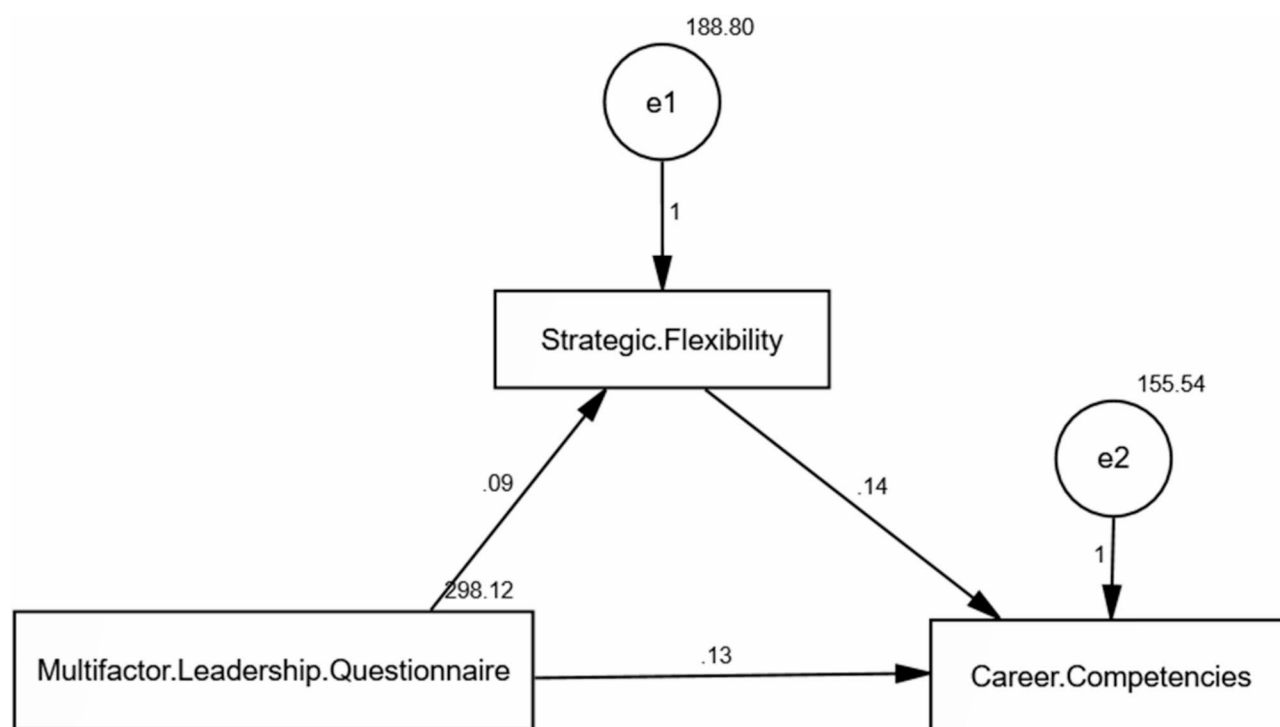 188.80
e1
1
Strategic.Flexibility
155.54
e2
.09
.14
1
298.12
.13
Multifactor.Leadership.Questionnaire
Career.Competencies